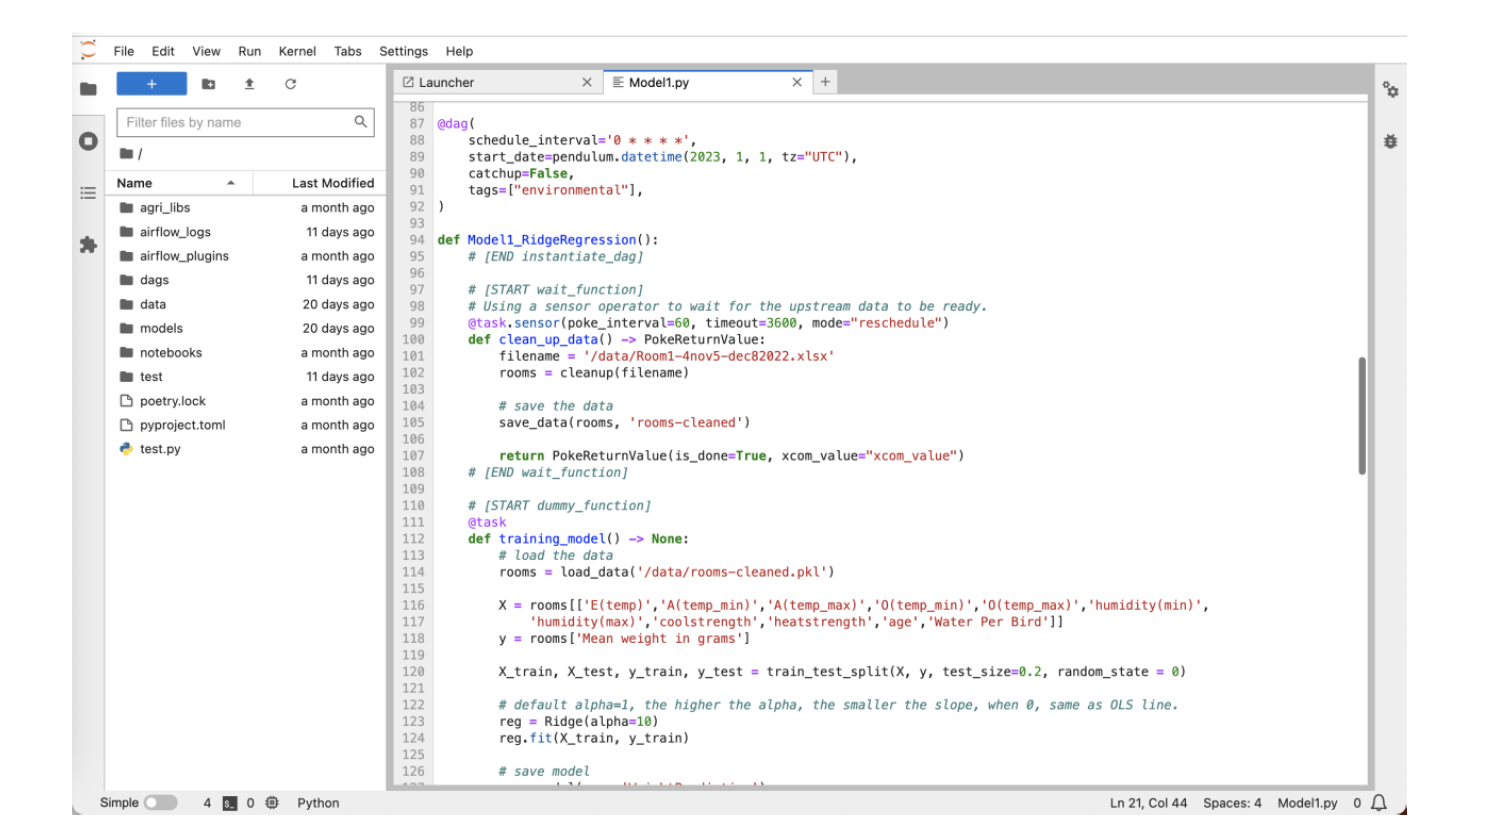 File Edit View Run Kernel Tabs Settings Help
+
Filter files by name
/
Name Last Modified
agri_libs a month ago
airflow_logs 11 days ago
airflow_plugins a month ago
dags 11 days ago
data 20 days ago
models 20 days ago
notebooks a month ago
test 11 days ago
poetry.lock a month ago
pyproject.toml a month ago
test.py a month ago
Launcher Model1.py +
86
87 @dag(
88 schedule_interval='0 * * * *',
89 start_date=pendulum.datetime(2023, 1, 1, tz="UTC"),
90 catchup=False,
91 tags=["environmental"],
92 )
93
94 def Model1_RidgeRegression():
95 # [END instantiate_dag]
96
97 # [START wait_function]
98 # Using a sensor operator to wait for the upstream data to be ready.
99 @task.sensor(poke_interval=60, timeout=3600, mode="reschedule")
100 def clean_up_data() -> PokeReturnValue:
101 filename = '/data/Room1-4nov5-dec82022.xlsx'
102 rooms = cleanup(filename)
103
104 # save the data
105 save_data(rooms, 'rooms-cleaned')
106
107 return PokeReturnValue(is_done=True, xcom_value="xcom_value")
108 # [END wait_function]
109
110 # [START dummy_function]
111 @task
112 def training_model() -> None:
113 # load the data
114 rooms = load_data('/data/rooms-cleaned.pkl')
115
116 X = rooms[['E(temp)','A(temp_min)','A(temp_max)','O(temp_min)','O(temp_max)','humidity(min)',
117 'humidity(max)','coolstrength','heatstrength','age','Water Per Bird']]
118 y = rooms['Mean weight in grams']
119
120 X_train, X_test, y_train, y_test = train_test_split(X, y, test_size=0.2, random_state = 0)
121
122 # default alpha=1, the higher the alpha, the smaller the slope, when 0, same as OLS line.
123 reg = Ridge(alpha=10)
124 reg.fit(X_train, y_train)
125
126 # save model
Simple 4 0 Python Ln 21, Col 44 Spaces: 4 Model1.py 0